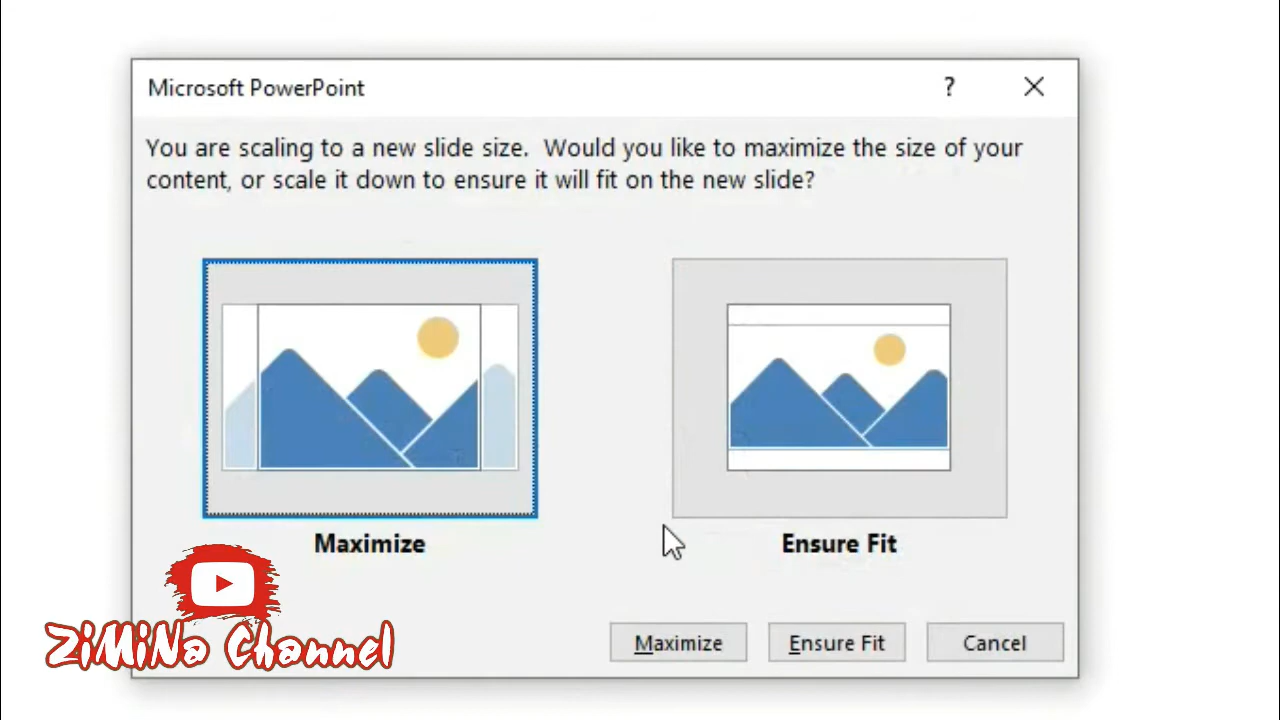 Microsoft PowerPoint
?
You are scaling to a new slide size. Would you like to maximize the size of your
content, or scale it down to ensure it will fit on the new slide?
Maximize
Ensure Fit
ZiMiNa Channel
Maximize
Ensure Fit
Cancel